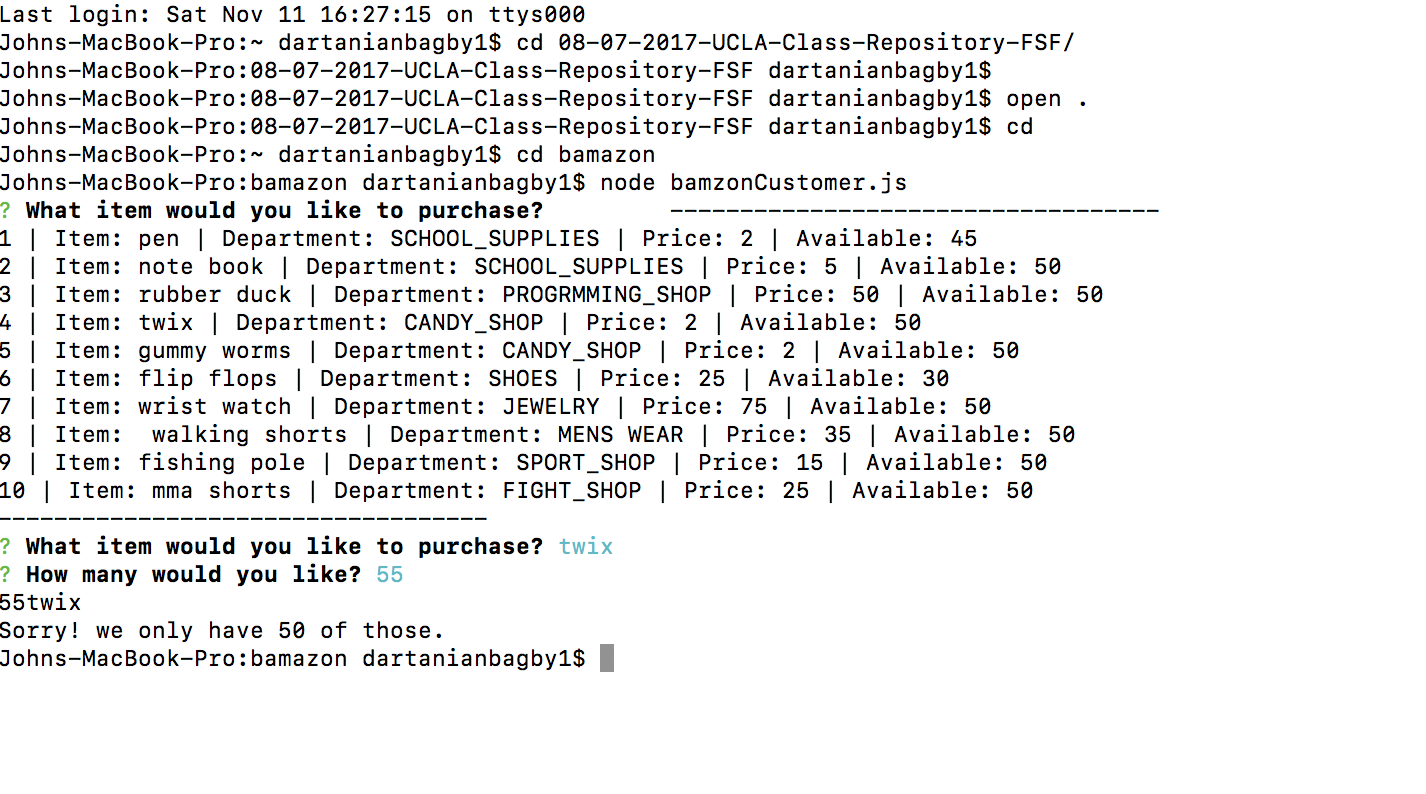 Last login: Sat Nov 11 16:27:15 on ttys000
Johns-MacBook-Pro:~ dartanianbagby1$ cd 08-07-2017-UCLA-Class-Repository-FSF/
Johns-MacBook-Pro:08-07-2017-UCLA-Class-Repository-FSF dartanianbagby1$
Johns-MacBook-Pro:08-07-2017-UCLA-Class-Repository-FSF dartanianbagby1$ open .
Johns-MacBook-Pro:08-07-2017-UCLA-Class-Repository-FSF dartanianbagby1$ cd
Johns-MacBook-Pro:~ dartanianbagby1$ cd bamazon
Johns-MacBook-Pro:bamazon dartanianbagby1$ node bamzonCustomer.js
? What item would you like to purchase?         -----------------------------------
1 | Item: pen | Department: SCHOOL_SUPPLIES | Price: 2 | Available: 45
2 | Item: note book | Department: SCHOOL_SUPPLIES | Price: 5 | Available: 50
3 | Item: rubber duck | Department: PROGRMMING_SHOP | Price: 50 | Available: 50
4 | Item: twix | Department: CANDY_SHOP | Price: 2 | Available: 50
5 | Item: gummy worms | Department: CANDY_SHOP | Price: 2 | Available: 50
6 | Item: flip flops | Department: SHOES | Price: 25 | Available: 30
7 | Item: wrist watch | Department: JEWELRY | Price: 75 | Available: 50
8 | Item:  walking shorts | Department: MENS WEAR | Price: 35 | Available: 50
9 | Item: fishing pole | Department: SPORT_SHOP | Price: 15 | Available: 50
10 | Item: mma shorts | Department: FIGHT_SHOP | Price: 25 | Available: 50
-----------------------------------
? What item would you like to purchase? twix
? How many would you like? 55
55twix
Sorry! we only have 50 of those.
Johns-MacBook-Pro:bamazon dartanianbagby1$